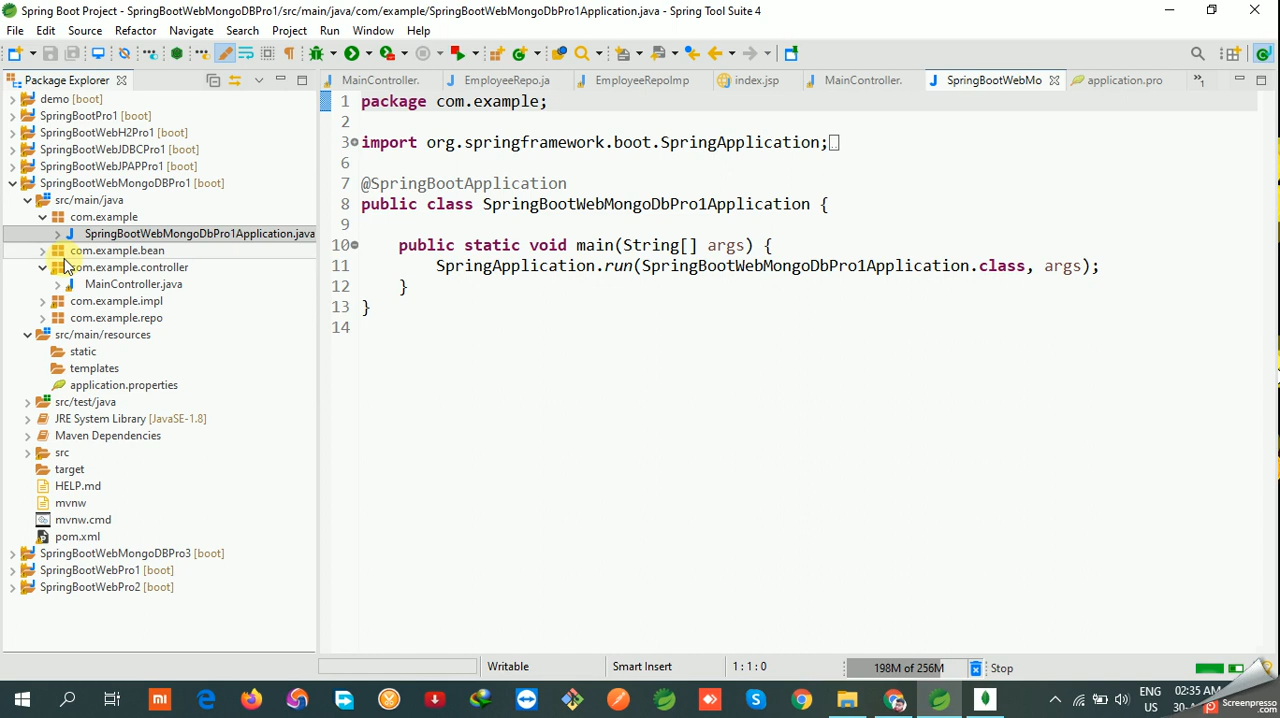 Spring Boot Project - SpringBootWebMongoDBPro1/src/main/java/com/example/SpringBootWebMongoDbPro1Application.java - Spring Tool Suite 4
File Edit Source Refactor Navigate Search Project Run Window Help
Package Explorer
MainController. EmployeeRepo.ja EmployeeRepoImp index.jsp MainController. SpringBootWebMo application.pro »1
demo [boot]
SpringBootPro1 [boot]
SpringBootWebH2Pro1 [boot]
SpringBootWebJDBCPro1 [boot]
SpringBootWebJPAPPro1 [boot]
SpringBootWebMongoDBPro1 [boot]
src/main/java
com.example
SpringBootWebMongoDbPro1Application.java
com.example.bean
com.example.controller
MainController.java
com.example.impl
com.example.repo
src/main/resources
static
templates
application.properties
src/test/java
JRE System Library [JavaSE-1.8]
Maven Dependencies
src
target
HELP.md
mvnw
mvnw.cmd
pom.xml
SpringBootWebMongoDBPro3 [boot]
SpringBootWebPro1 [boot]
SpringBootWebPro2 [boot]
1 package com.example;
2
3 import org.springframework.boot.SpringApplication;
6
7 @SpringBootApplication
8 public class SpringBootWebMongoDbPro1Application {
9
10 public static void main(String[] args) {
11 SpringApplication.run(SpringBootWebMongoDbPro1Application.class, args);
12 }
13 }
14
Writable Smart Insert 1 : 1 : 0 198M of 256M Stop
ENG 02:35 AM
US 30-A
Screenpresso
.com